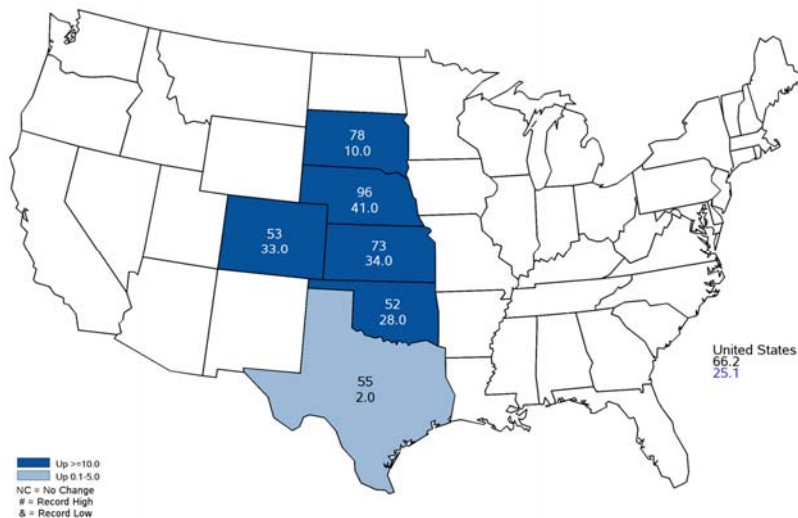 78
10.0
96
41.0
53
33.0
73
34.0
52
28.0
55
2.0
United States
66.2
25.1
Up >=10.0
Up 0.1-5.0
NC = No Change
# = Record High
& = Record Low